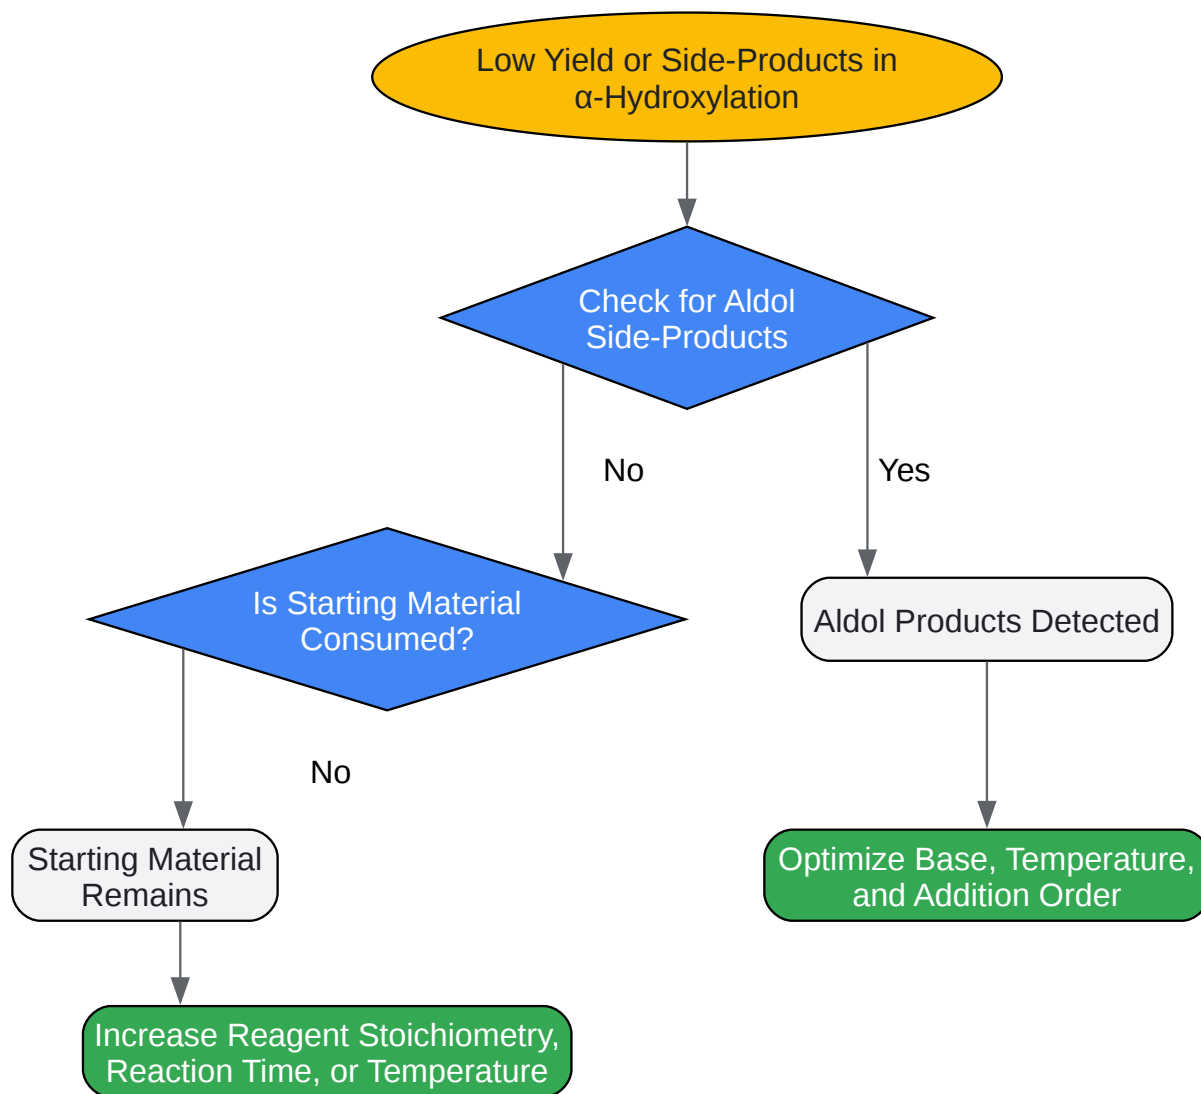 Low Yield or Side-Products in
α-Hydroxylation
Check for Aldol
Side-Products
No
Yes
Is Starting Material
Consumed?
Aldol Products Detected
No
Starting Material
Remains
Optimize Base, Temperature,
and Addition Order
Increase Reagent Stoichiometry,
Reaction Time, or Temperature